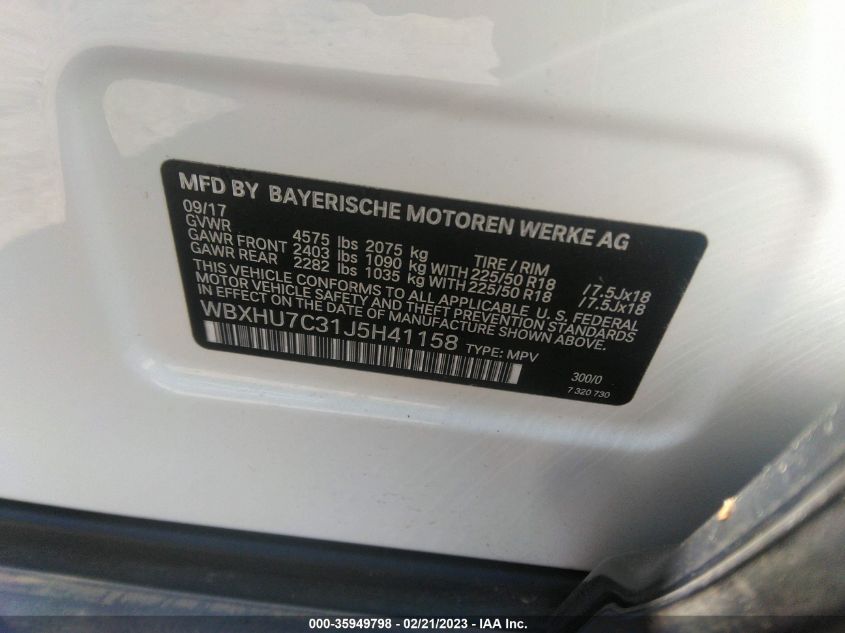 MFD BY BAYERISCHE MOTOREN WERKE AG
09/17
GVWR 4575 lbs 2075 kg TIRE / RIM
GAWR FRONT 2403 lbs 1090 kg WITH 225/50 R18 /7.5Jx18
GAWR REAR 2282 lbs 1035 kg WITH 225/50 R18 /7.5Jx18
THIS VEHICLE CONFORMS TO ALL APPLICABLE U.S. FEDERAL
MOTOR VEHICLE SAFETY AND THEFT PREVENTION STANDARDS
IN EFFECT ON THE DATE OF MANUFACTURE SHOWN ABOVE.
WBXHU7C31J5H41158 TYPE: MPV
300/0
7 320 730
000-35949798 - 02/21/2023 - IAA Inc.